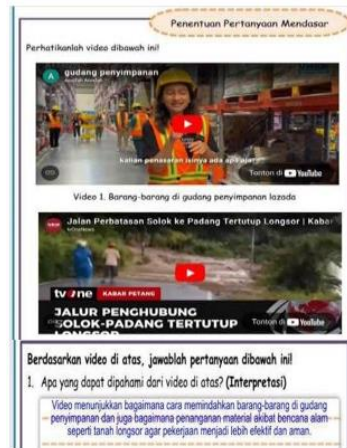 Penentuan Pertanyaan Mendasar
Perhatikanlah video dibawah ini!
A gudang penyimpanan
kalian penasaran isinya ada apa aja?
Tonton di YouTube
Video 1. Barang-barang di gudang penyimpanan lazada
Jalan Perbatasan Solok ke Padang Tertutup Longsor | Kabar
tvOneNews
tvOne KABAR PETANG
JALUR PENGHUBUNG
SOLOK-PADANG TERTUTUP
LONGSOR
Tonton di YouTube
Berdasarkan video di atas, jawablah pertanyaan dibawah ini!
1. Apa yang dapat dipahami dari video di atas? (Interpretasi)
Video menunjukkan bagaimana cara memindahkan barang-barang di gudang
penyimpanan dan juga bagaimana penanganan material akibat bencana alam
seperti tanah longsor agar pekerjaan menjadi lebih efektif dan aman.